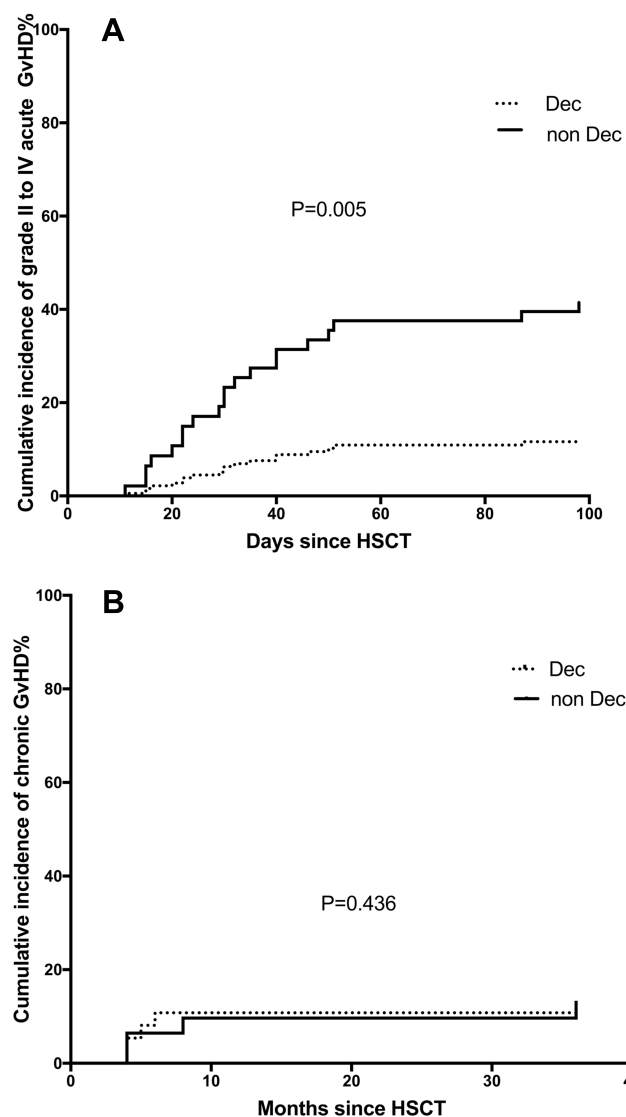 A
Cumulative incidence of grade II to IV acute GvHD%
100
80
60
40
20
0
Dec
non Dec
P=0.005
0 20 40 60 80 100
Days since HSCT
B
Cumulative incidence of chronic GvHD%
100
80
60
40
20
0
Dec
non Dec
P=0.436
0 10 20 30
Months since HSCT